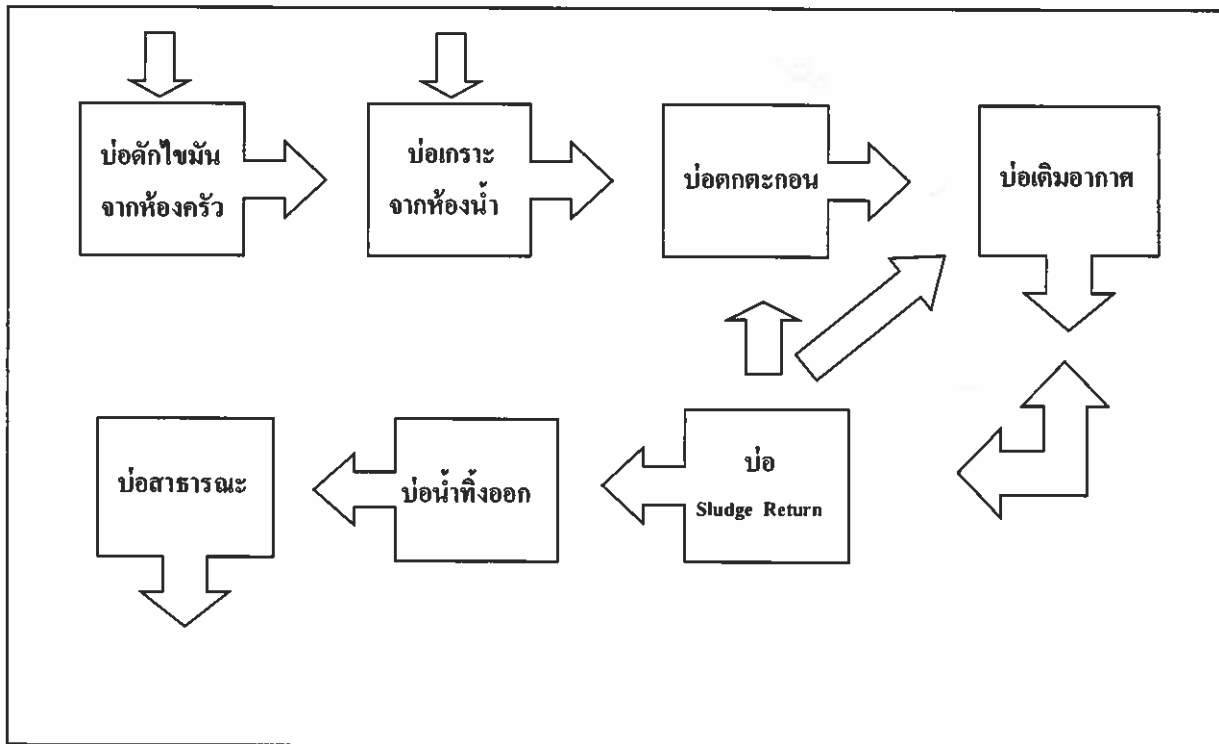 บ่อดักไขมัน
จากห้องครัว
บ่อเกราะ
จากห้องน้ำ
บ่อตกตะกอน
บ่อเติมอากาศ
บ่อสาธารณะ
บ่อน้ำทิ้งออก
บ่อ
Sludge Return